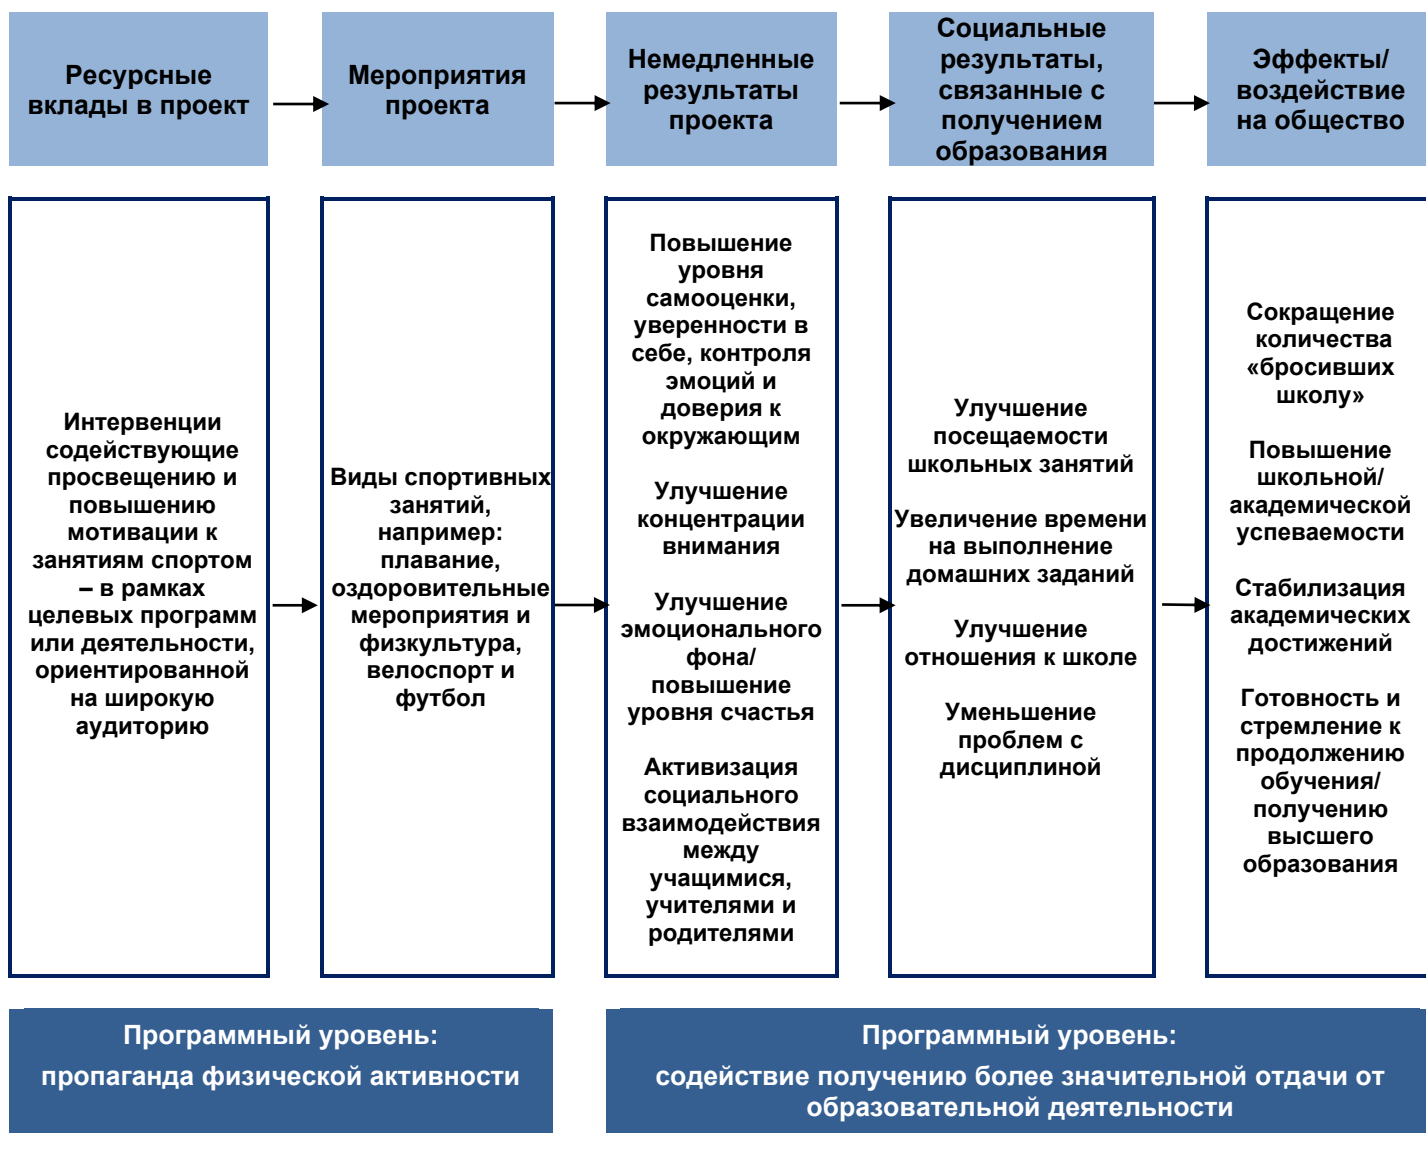 Ресурсные
вклады в проект
Мероприятия
проекта
Немедленные
результаты
проекта
Социальные
результаты,
связанные с
получением
образования
Эффекты/
воздействие
на общество
Интервенции
содействующие
просвещению и
повышению
мотивации к
занятиям спортом
– в рамках
целевых программ
или деятельности,
ориентированной
на широкую
аудиторию
Виды спортивных
занятий,
например:
плавание,
оздоровительные
мероприятия и
физкультура,
велоспорт и
футбол
Повышение
уровня
самооценки,
уверенности в
себе, контроля
эмоций и
доверия к
окружающим
Улучшение
концентрации
внимания
Улучшение
эмоционального
фона/
повышение
уровня счастья
Активизация
социального
взаимодействия
между
учащимися,
учителями и
родителями
Улучшение
посещаемости
школьных занятий
Увеличение времени
на выполнение
домашних заданий
Улучшение
отношения к школе
Уменьшение
проблем с
дисциплиной
Сокращение
количества
«бросивших
школу»
Повышение
школьной/
академической
успеваемости
Стабилизация
академических
достижений
Готовность и
стремление к
продолжению
обучения/
получению
высшего
образования
Программный уровень:
пропаганда физической активности
Программный уровень:
содействие получению более значительной отдачи от
образовательной деятельности